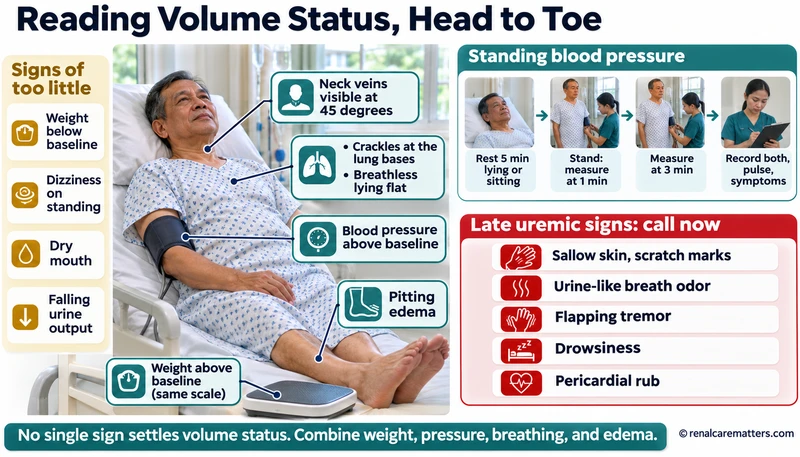 Reading Volume Status, Head to Toe
Signs of
too little
Weight
below
baseline
Dizziness
on
standing
Dry
mouth
Falling
urine
output
Neck veins
visible at
45 degrees
• Crackles at the
lung bases
• Breathless
lying flat
Blood pressure
above baseline
Pitting
edema
Weight above
baseline
(same scale)
Standing blood pressure
Rest 5 min
lying or
sitting
Stand:
measure
at 1 min
Measure
at 3 min
Record both,
pulse,
symptoms
Late uremic signs: call now
Sallow skin, scratch marks
Urine-like breath odor
Flapping tremor
zzz
Drowsiness
Pericardial rub
No single sign settles volume status. Combine weight, pressure, breathing, and edema.
© renalcarematters.com